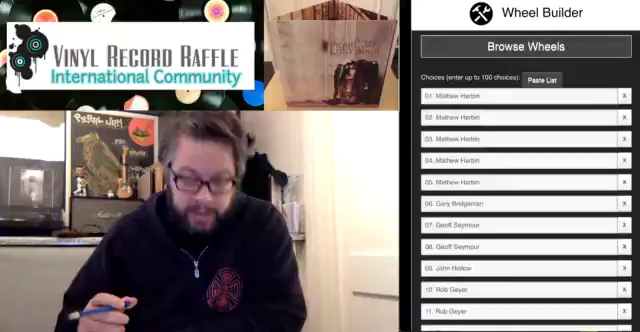 VINYL RECORD RAFFLE
International Community
PEARL JAM
Wheel Builder
Browse Wheels
Choices (enter up to 100 choices):
Paste List
01. Mathew Harbin X
02. Mathew Harbin X
03. Mathew Harbin X
04. Mathew Harbin X
05. Mathew Harbin X
06. Gary Bridgeman X
07. Geoff Seymour X
08. Geoff Seymour X
09. John Hollow X
10. Rob Geyer X
11. Rob Geyer X